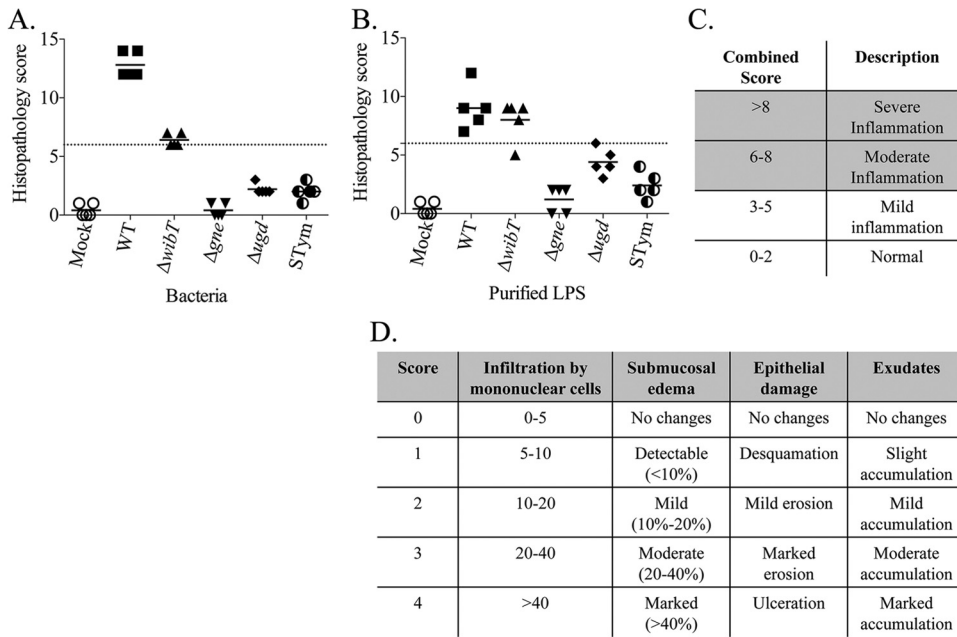 A.
Histopathology score
15
10
5
0
Mock
WT
ΔwibT
Δgne
Δugd
STym
Bacteria
B.
Histopathology score
15
10
5
0
Mock
WT
ΔwibT
Δgne
Δugd
STym
Purified LPS
C.
Combined Description
Score
>8 Severe
Inflammation
6-8 Moderate
Inflammation
3-5 Mild
inflammation
0-2 Normal
D.
Score Infiltration by Submucosal Epithelial Exudates
mononuclear cells edema damage
0 0-5 No changes No changes No changes
1 5-10 Detectable Desquamation Slight
(<10%) accumulation
2 10-20 Mild Mild erosion Mild
(10%-20%) accumulation
3 20-40 Moderate Marked Moderate
(20-40%) erosion accumulation
4 >40 Marked Ulceration Marked
(>40%) accumulation